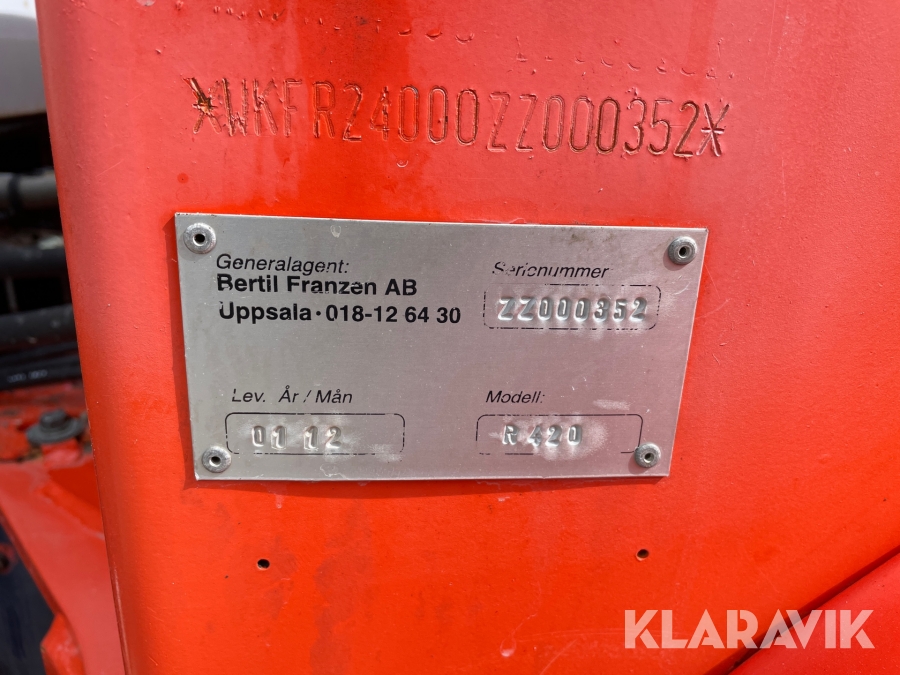 *WKFR24000ZZ000352*
Generalagent:
Bertil Franzen AB
Uppsala · 018-12 64 30
Serienummer
ZZ000352
Lev. År / Mån
01 12
Modell:
R 420
KLARAVIK